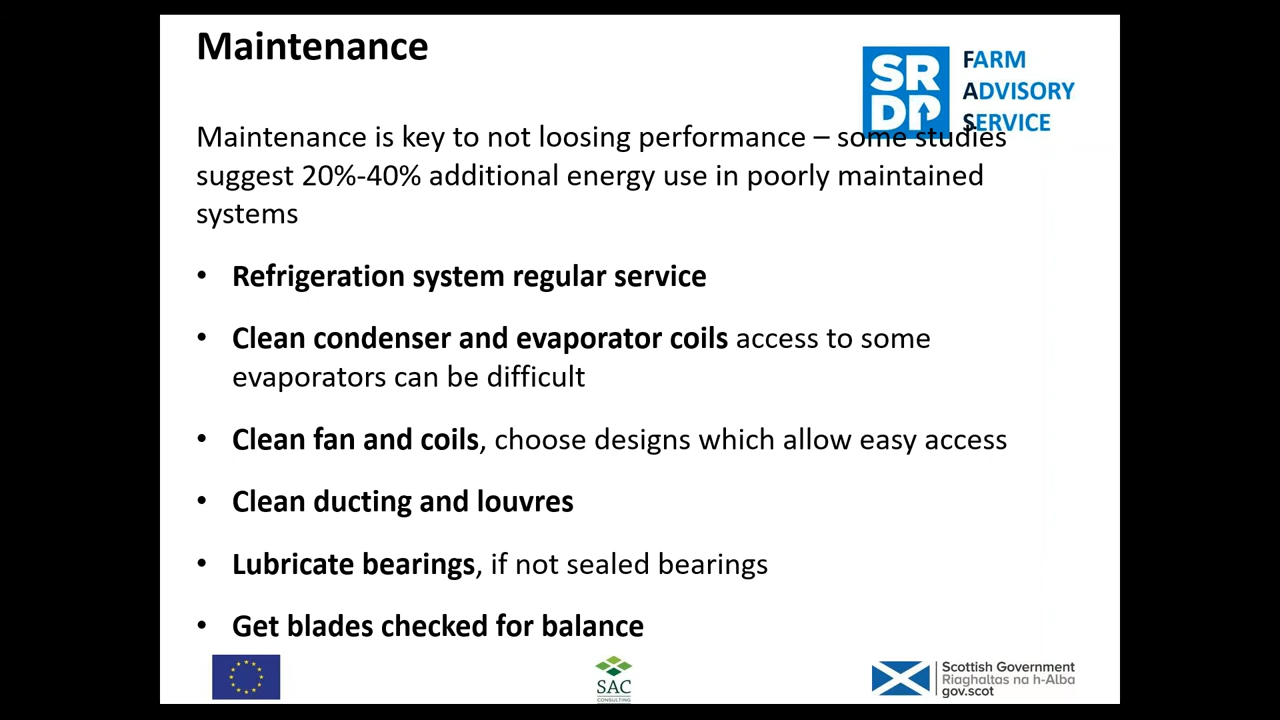 Maintenance
SR
DP
FARM
ADVISORY
SERVICE
Maintenance is key to not loosing performance – some studies
suggest 20%-40% additional energy use in poorly maintained
systems
• Refrigeration system regular service
• Clean condenser and evaporator coils access to some
evaporators can be difficult
• Clean fan and coils, choose designs which allow easy access
• Clean ducting and louvres
• Lubricate bearings, if not sealed bearings
• Get blades checked for balance
SAC
CONSULTING
Scottish Government
Riaghaltas na h-Alba
gov.scot